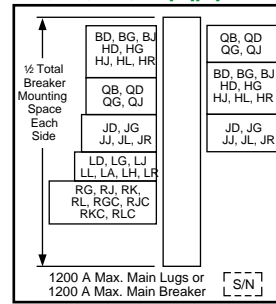 ½ Total
Breaker
Mounting
Space
Each
Side
BD, BG, BJ
HD, HG
HJ, HL, HR
QB, QD
QG, QJ
JD, JG
JJ, JL, JR
LD, LG, LJ
LL, LA, LH, LR
RG, RJ, RK,
RL, RGC, RJC
RKC, RLC
QB, QD
QG, QJ
BD, BG, BJ
HD, HG
HJ, HL, HR
JD, JG
JJ, JL, JR
1200 A Max. Main Lugs or
1200 A Max. Main Breaker
S/N